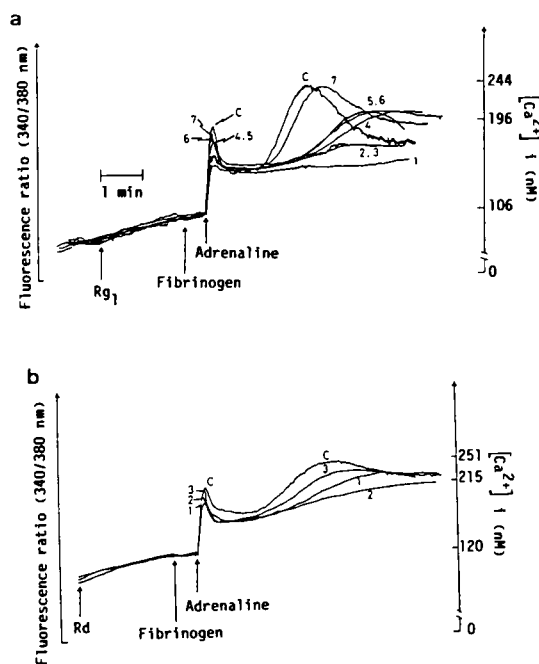 a
Fluorescence ratio (340/380 nm)
C
7
C
7
6
4.5
5.6
4
2.3
1
1 min
Adrenaline
Fibrinogen
Rg1
244
196
106
0
[Ca2+] i (nM)
b
Fluorescence ratio (340/380 nm)
C
3
2
1
C
3
1
2
Adrenaline
Fibrinogen
Rd
251
215
120
0
[Ca2+] i (nM)